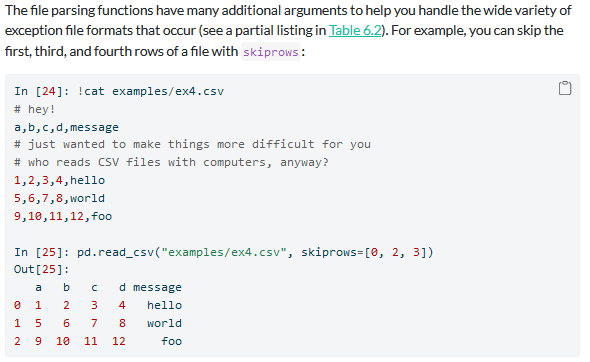 The file parsing functions have many additional arguments to help you handle the wide variety of
exception file formats that occur (see a partial listing in Table 6.2). For example, you can skip the
first, third, and fourth rows of a file with skiprows:
In [24]: !cat examples/ex4.csv
# hey!
a,b,c,d,message
# just wanted to make things more difficult for you
# who reads CSV files with computers, anyway?
1,2,3,4,hello
5,6,7,8,world
9,10,11,12,foo
In [25]: pd.read_csv("examples/ex4.csv", skiprows=[0, 2, 3])
Out[25]:
   a   b   c   d message
0  1   2   3   4   hello
1  5   6   7   8   world
2  9  10  11  12     foo